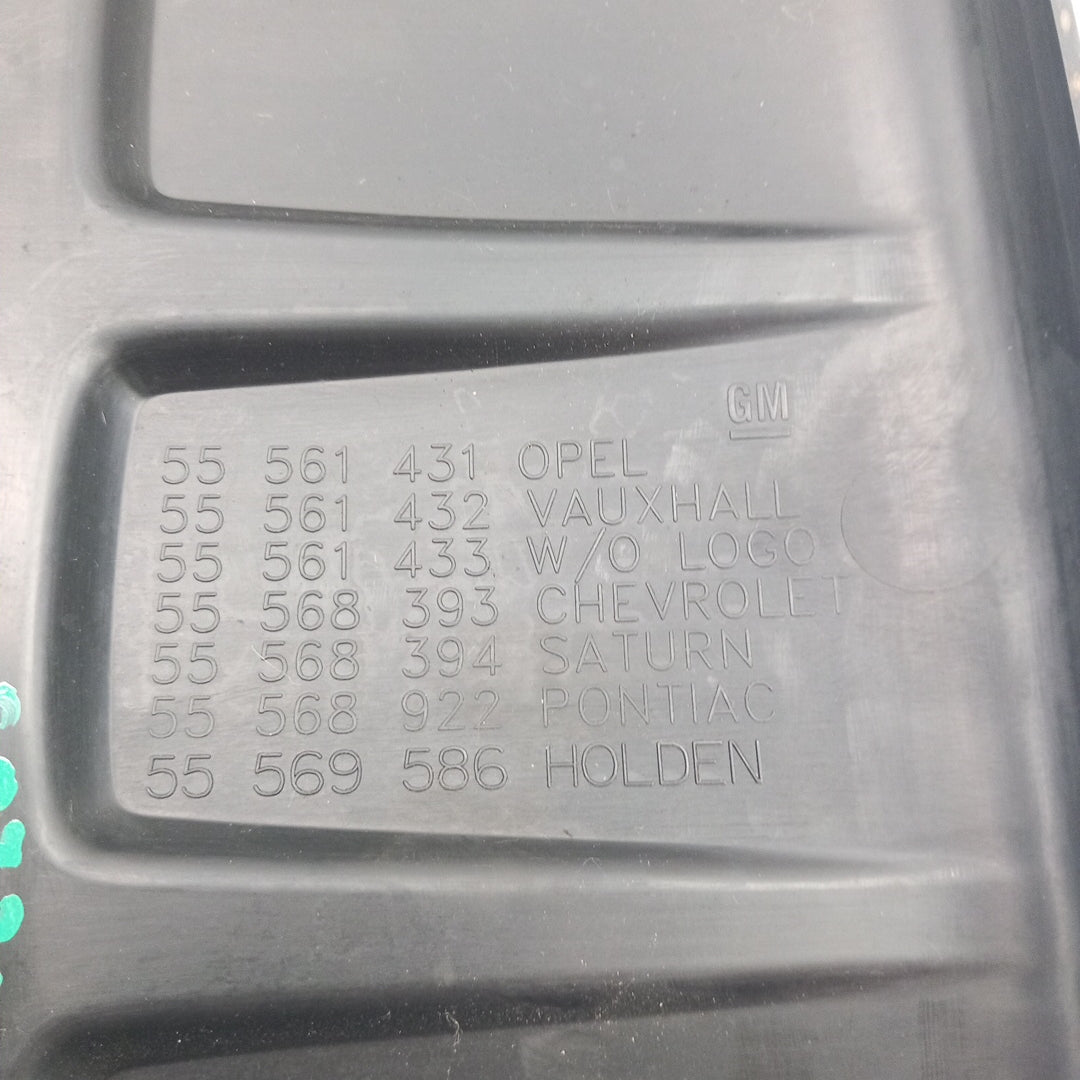 GM
55 561 431 OPEL
55 561 432 VAUXHALL
55 561 433 W/O LOGO
55 568 393 CHEVROLET
55 568 394 SATURN
55 568 922 PONTIAC
55 569 586 HOLDEN